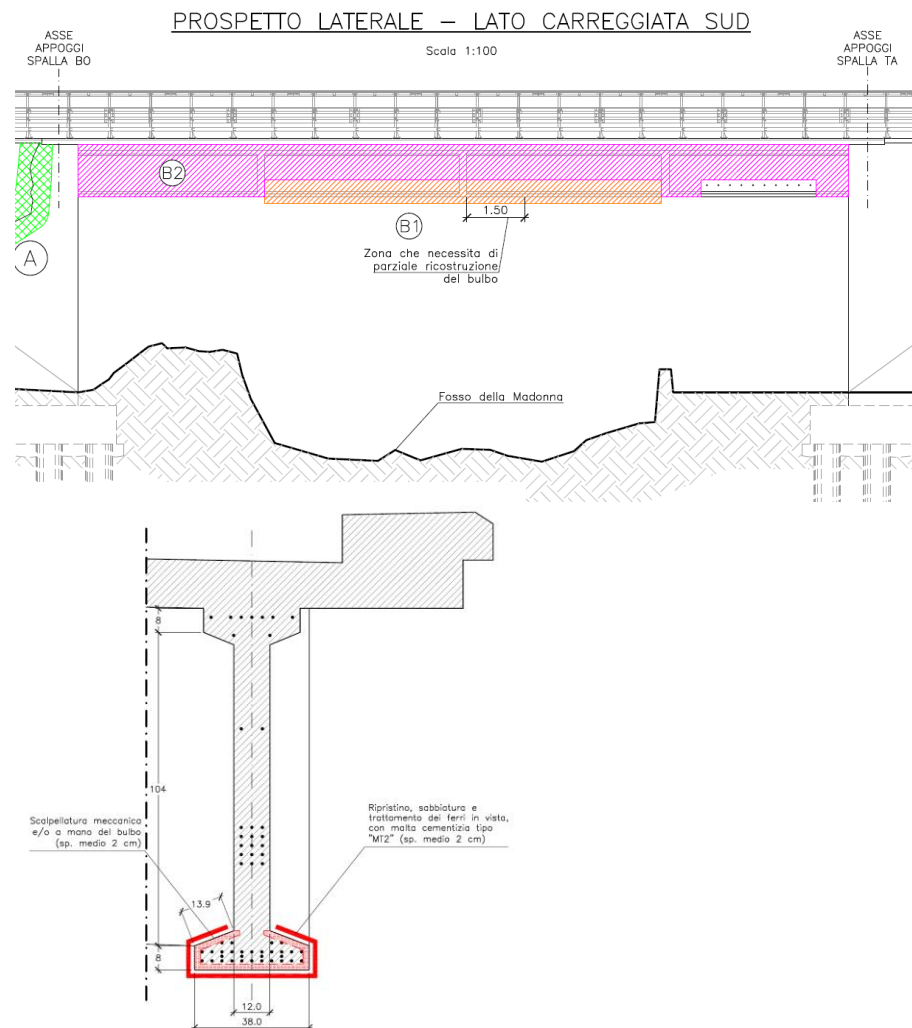 PROSPETTO LATERALE – LATO CARREGGIATA SUD
Scala 1:100
ASSE
APPOGGI
SPALLA BO
ASSE
APPOGGI
SPALLA TA
B2
B1
1.50
A
Zona che necessita di
parziale ricostruzione
del bulbo
Fosso della Madonna
8
104
Scalpellatura meccanica
e/o a mano del bulbo
(sp. medio 2 cm)
Ripristino, sabbiatura e
trattamento dei ferri in vista,
con malta cementizia tipo
"MT2" (sp. medio 2 cm)
13.9
8
12.0
38.0